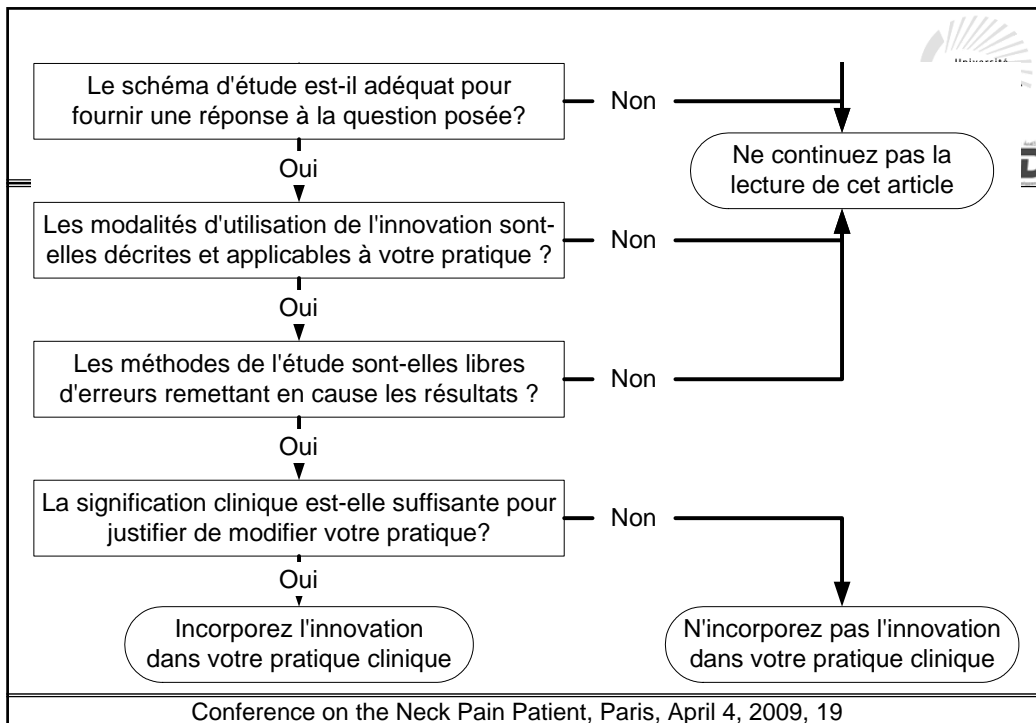 Université
Le schéma d'étude est-il adéquat pour
fournir une réponse à la question posée?
Non
Oui
Ne continuez pas la
lecture de cet article
Les modalités d'utilisation de l'innovation sont-
elles décrites et applicables à votre pratique ?
Non
Oui
Les méthodes de l'étude sont-elles libres
d'erreurs remettant en cause les résultats ?
Non
Oui
La signification clinique est-elle suffisante pour
justifier de modifier votre pratique?
Non
Oui
Incorporez l'innovation
dans votre pratique clinique
N'incorporez pas l'innovation
dans votre pratique clinique
Conference on the Neck Pain Patient, Paris, April 4, 2009, 19